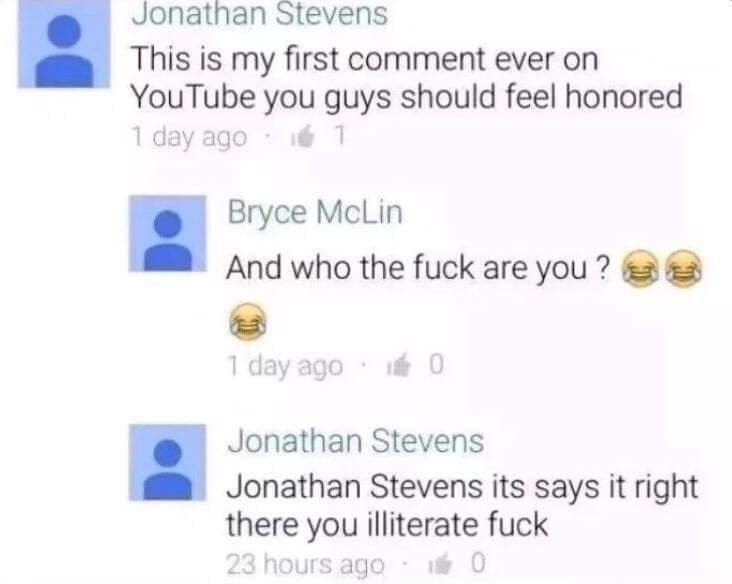 Jonathan Stevens
This is my first comment ever on
YouTube you guys should feel honored
1 day ago · 1
Bryce McLin
And who the fuck are you ? 😂😂
😂
1 day ago · 0
Jonathan Stevens
Jonathan Stevens its says it right
there you illiterate fuck
23 hours ago · 0